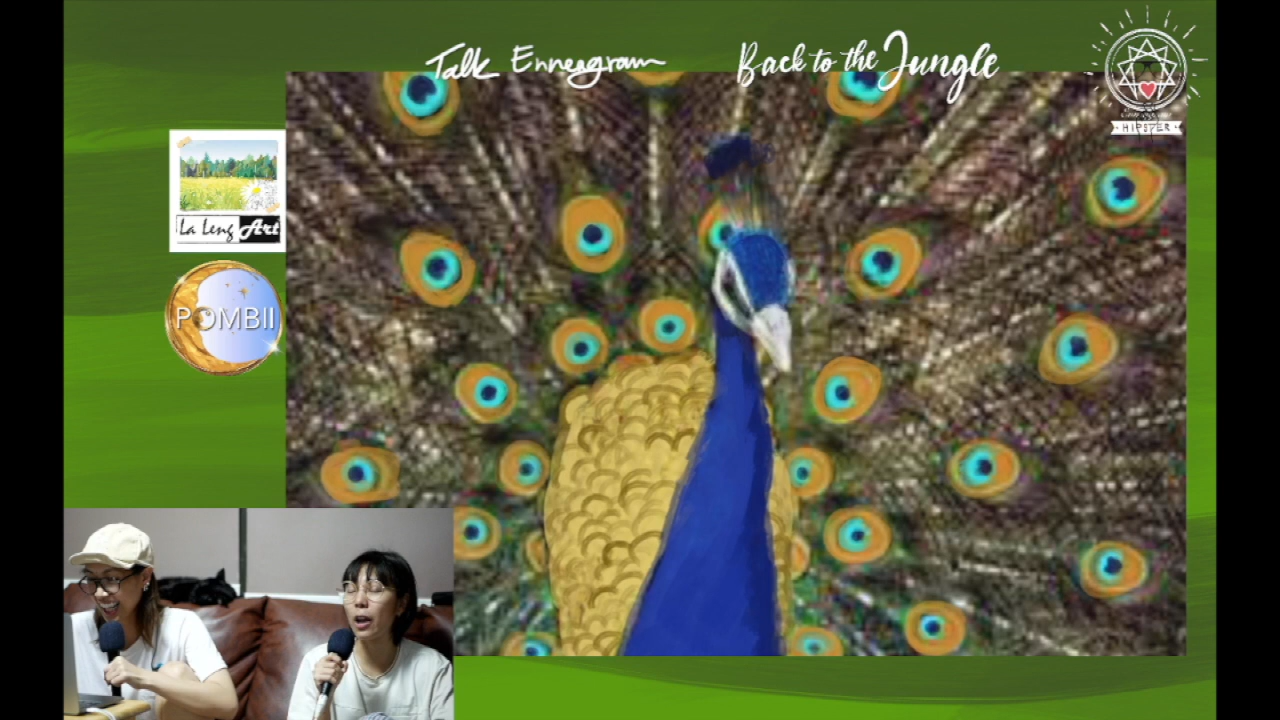 Talk Enneagram
Back to the Jungle
HIPSTER
La Leng Art
POMBII